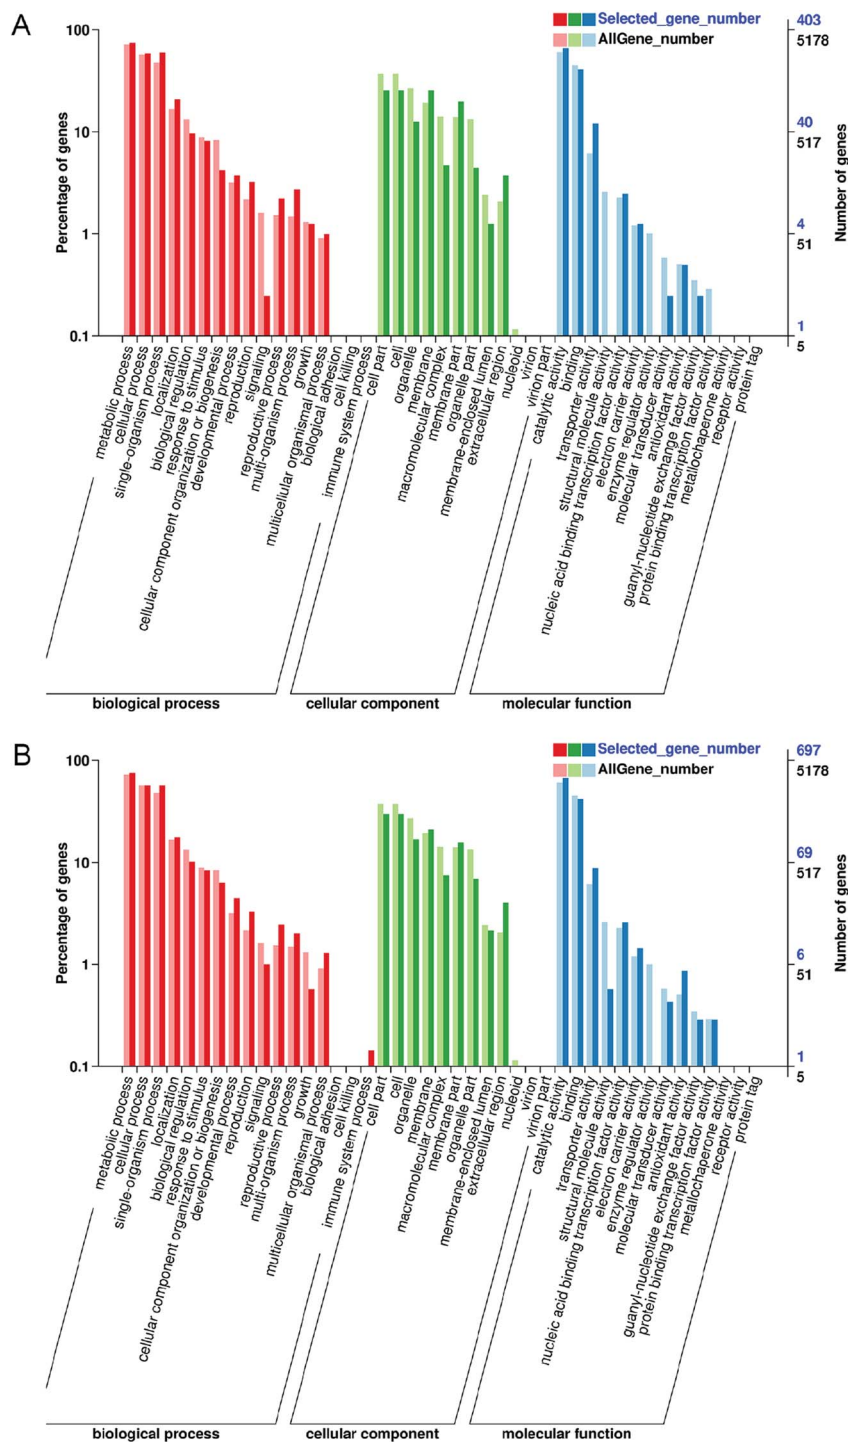 A
Selected_gene_number
AllGene_number
403
5178
100
10
1
0.1
Percentage of genes
40
517
4
51
1
5
Number of genes
metabolic process
cellular process
single-organism process
localization
biological regulation
response to stimulus
cellular component organization or biogenesis
developmental process
reproduction
signaling
reproductive process
multi-organism process
growth
multicellular organismal process
biological adhesion
cell killing
immune system process
cell part
cell
organelle
membrane
macromolecular complex
membrane part
organelle part
membrane-enclosed lumen
extracellular region
nucleoid
virion
virion part
catalytic activity
binding
transporter activity
structural molecule activity
nucleic acid binding transcription factor activity
electron carrier activity
enzyme regulator activity
molecular transducer activity
antioxidant activity
guanyl-nucleotide exchange factor activity
protein binding transcription factor activity
metallochaperone activity
receptor activity
protein tag
biological process
cellular component
molecular function
B
Selected_gene_number
AllGene_number
697
5178
100
10
1
0.1
Percentage of genes
69
517
6
51
1
5
Number of genes
metabolic process
cellular process
single-organism process
localization
biological regulation
response to stimulus
cellular component organization or biogenesis
developmental process
reproduction
signaling
reproductive process
multi-organism process
growth
multicellular organismal process
biological adhesion
cell killing
immune system process
cell part
cell
organelle
membrane
macromolecular complex
membrane part
organelle part
membrane-enclosed lumen
extracellular region
nucleoid
virion
virion part
catalytic activity
binding
transporter activity
structural molecule activity
nucleic acid binding transcription factor activity
electron carrier activity
enzyme regulator activity
molecular transducer activity
antioxidant activity
guanyl-nucleotide exchange factor activity
protein binding transcription factor activity
metallochaperone activity
receptor activity
protein tag
biological process
cellular component
molecular function